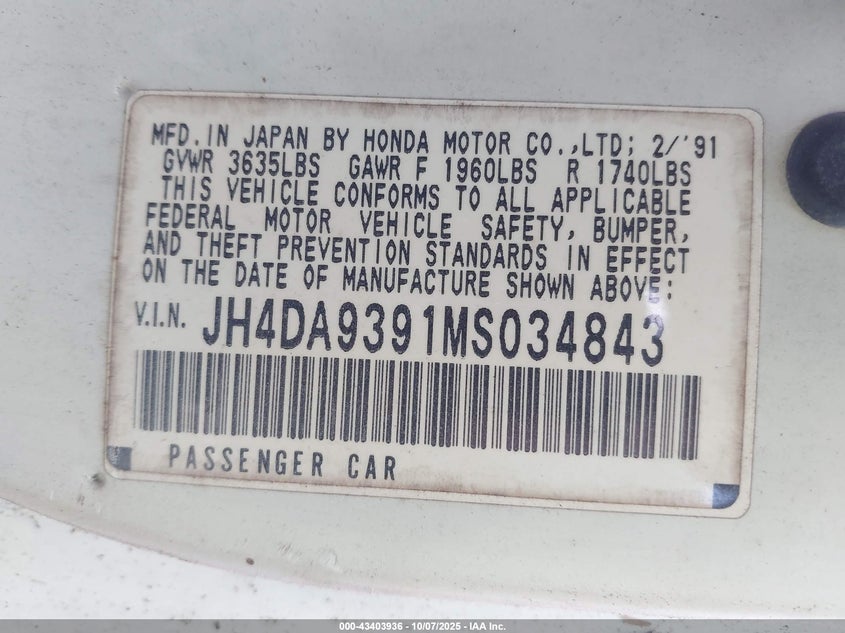 MFD. IN JAPAN BY HONDA MOTOR CO.,LTD; 2/'91
GVWR 3635LBS GAWR F 1960LBS R 1740LBS
THIS VEHICLE CONFORMS TO ALL APPLICABLE
FEDERAL MOTOR VEHICLE SAFETY, BUMPER,
AND THEFT PREVENTION STANDARDS IN EFFECT
ON THE DATE OF MANUFACTURE SHOWN ABOVE:
V.I.N. JH4DA9391MS034843
PASSENGER CAR
000-43403936 - 10/07/2025 - IAA Inc.